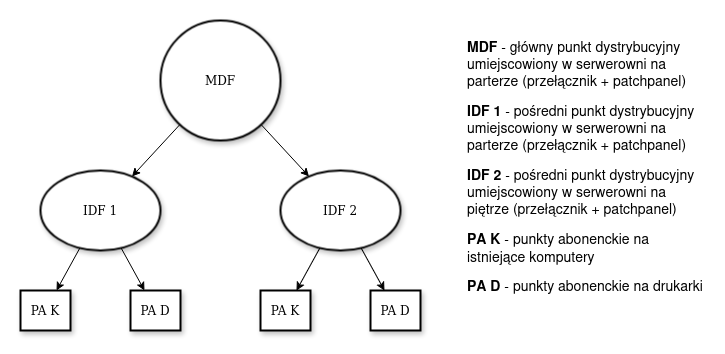 MDF
IDF 1
IDF 2
PA K
PA D
PA K
PA D
MDF - główny punkt dystrybucyjny
umiejscowiony w serwerowni na
parterze (przełącznik + patchpanel)
IDF 1 - pośredni punkt dystrybucyjny
umiejscowiony w serwerowni na
parterze (przełącznik + patchpanel)
IDF 2 - pośredni punkt dystrybucyjny
umiejscowiony w serwerowni na
piętrze (przełącznik + patchpanel)
PA K - punkty abonenckie na
istniejące komputery
PA D - punkty abonenckie na drukarki